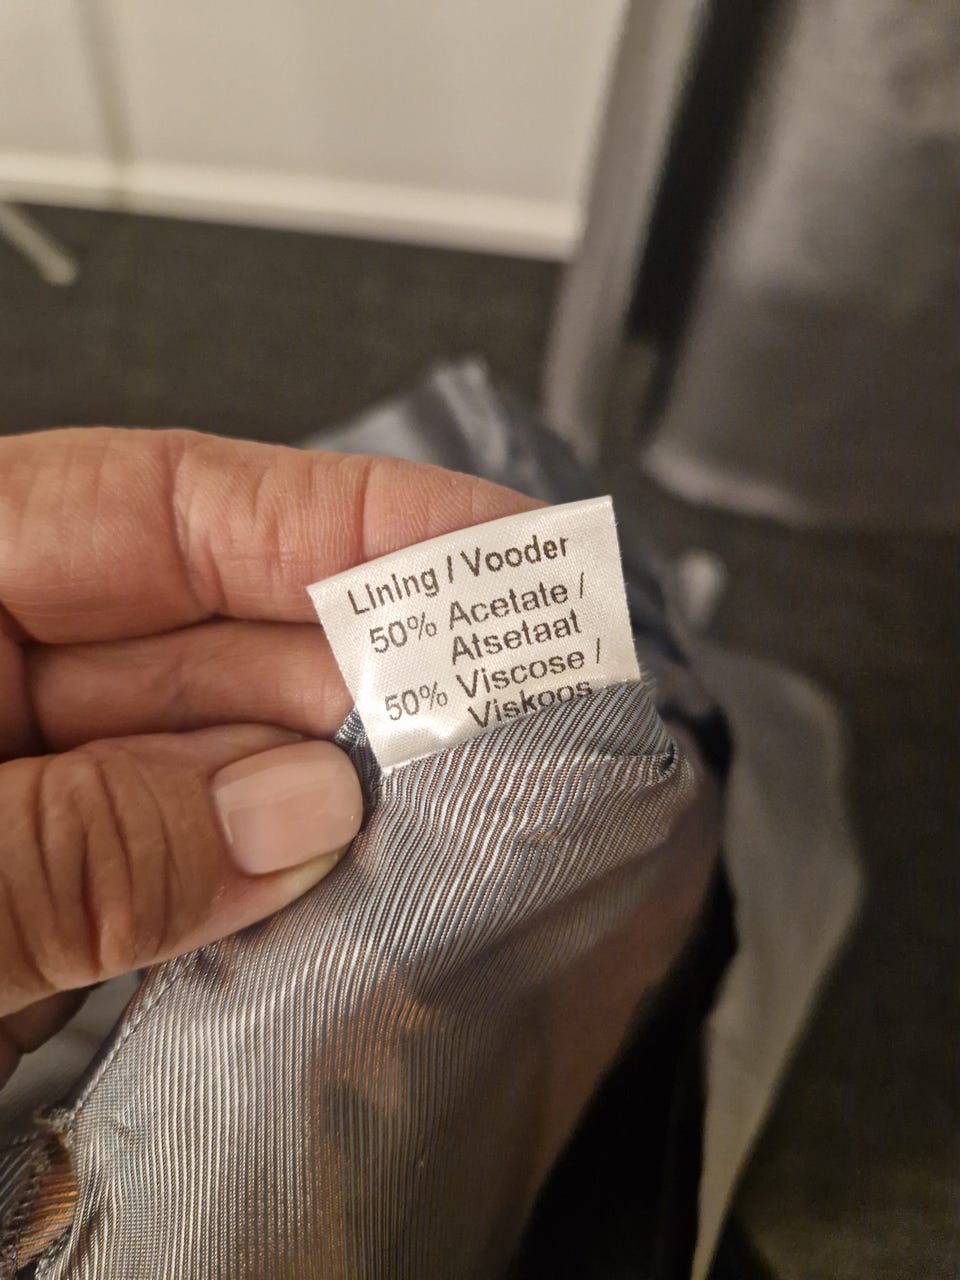 Lining / Vooder
50% Acetate /
Atsetaat
50% Viscose /
Viskoos